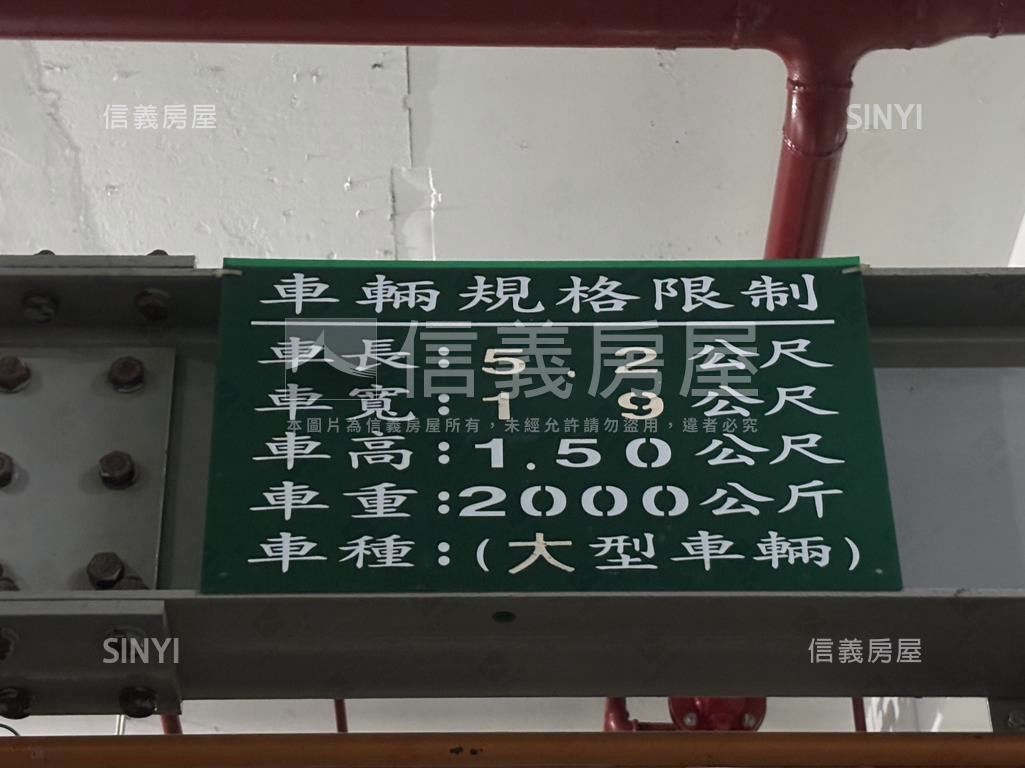 信義房屋 SINYI
車輛規格限制
車長：5.2公尺
信義房屋
車寬：1 9公尺
本圖片為信義房屋所有，未經允許請勿盜用，違者必究
車高：1.50公尺
車重：2000公斤
車種：(大型車輛)
SINYI 信義房屋